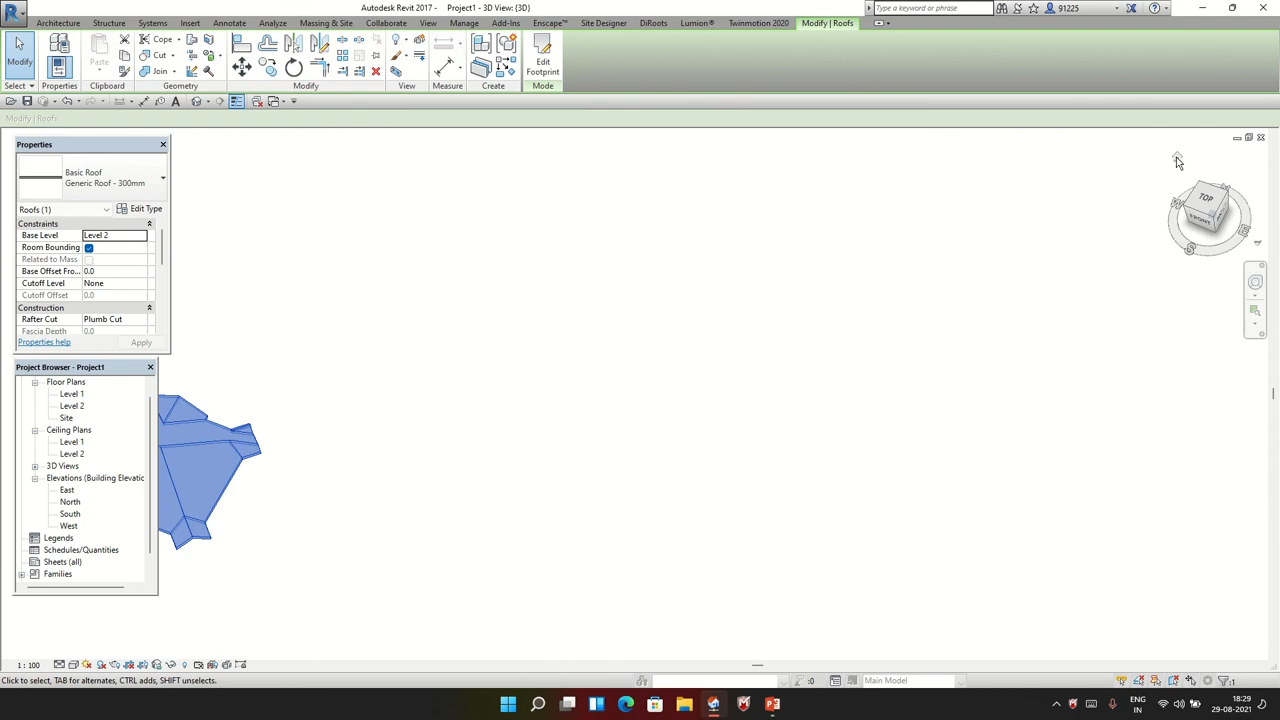 Autodesk Revit 2017 - Project1 - 3D View: {3D}
Type a keyword or phrase
91225
Architecture Structure Systems Insert Annotate Analyze Massing & Site Collaborate View Manage Add-Ins Enscape™ Site Designer DiRoots Lumion® Twinmotion 2020 Modify | Roofs
Modify
Paste
Cope
Cut
Join
Edit
Footprint
Select Properties Clipboard Geometry Modify View Measure Create Mode
Modify | Roofs
Properties
Basic Roof
Generic Roof - 300mm
Roofs (1)
Edit Type
Constraints
Base Level Level 2
Room Bounding
Related to Mass
Base Offset Fro... 0.0
Cutoff Level None
Cutoff Offset 0.0
Construction
Rafter Cut Plumb Cut
Fascia Depth 0.0
Properties help
Apply
TOP
FRONT
S
E
Project Browser - Project1
Floor Plans
Level 1
Level 2
Site
Ceiling Plans
Level 1
Level 2
3D Views
Elevations (Building Elevatic
East
North
South
West
Legends
Schedules/Quantities
Sheets (all)
Families
1 : 100
Click to select, TAB for alternates, CTRL adds, SHIFT unselects.
:0
Main Model
:1
ENG
IN
18:29
29-08-2021